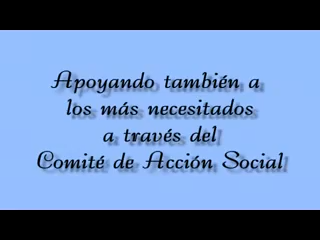 Apoyando también a
los más necesitados
a través del
Comité de Acción Social